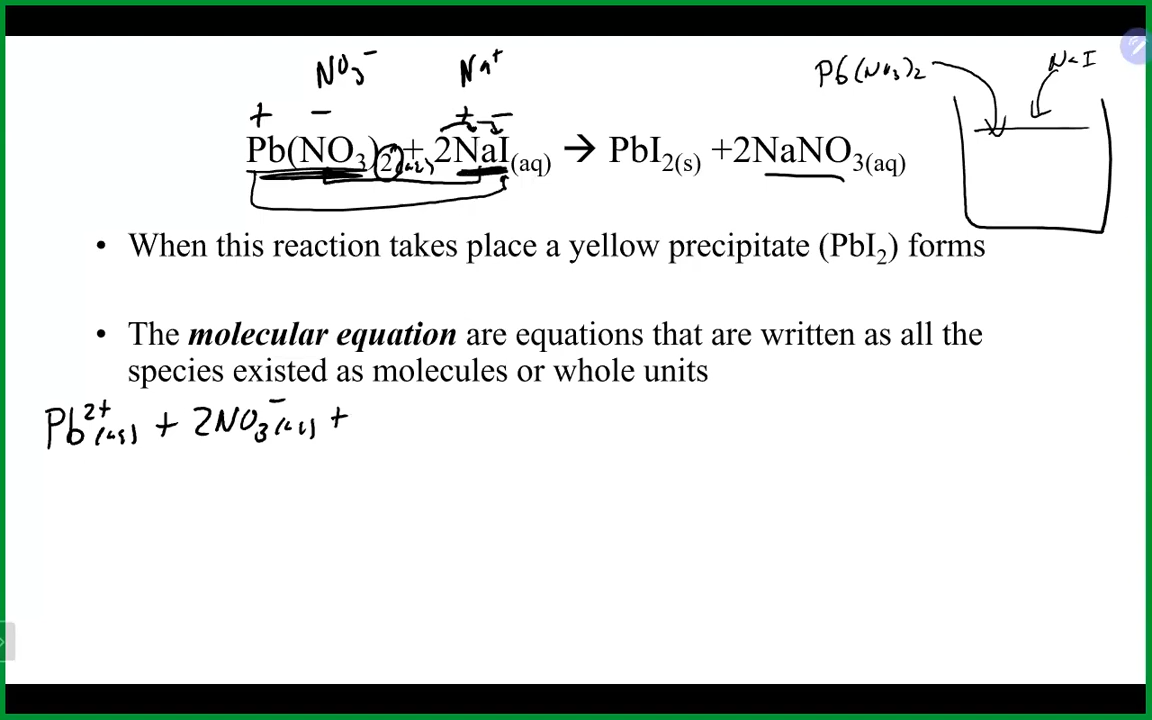 NO₃⁻ Na⁺
Pb(NO₃)₂ NaI
+ − + −
Pb(NO₃)₂(aq) + 2NaI(aq) → PbI₂(s) +2NaNO₃(aq)
• When this reaction takes place a yellow precipitate (PbI₂) forms
• The molecular equation are equations that are written as all the
species existed as molecules or whole units
Pb²⁺(aq) + 2NO₃⁻(aq) +